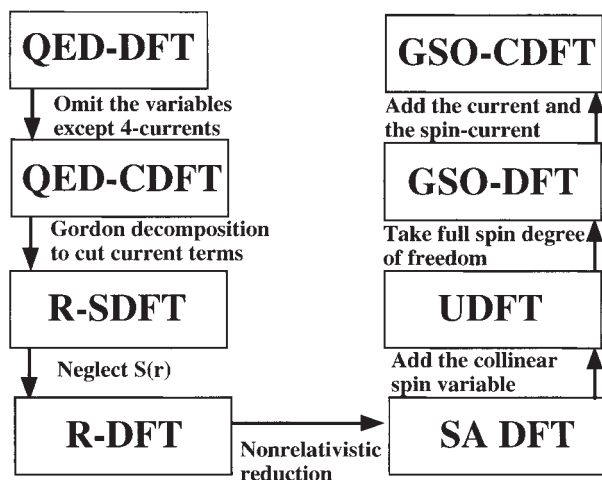 QED-DFT
Omit the variables
except 4-currents
QED-CDFT
Gordon decomposition
to cut current terms
R-SDFT
Neglect S(r)
R-DFT
Nonrelativistic
reduction
GSO-CDFT
Add the current and
the spin-current
GSO-DFT
Take full spin degree
of freedom
UDFT
Add the collinear
spin variable
SA DFT